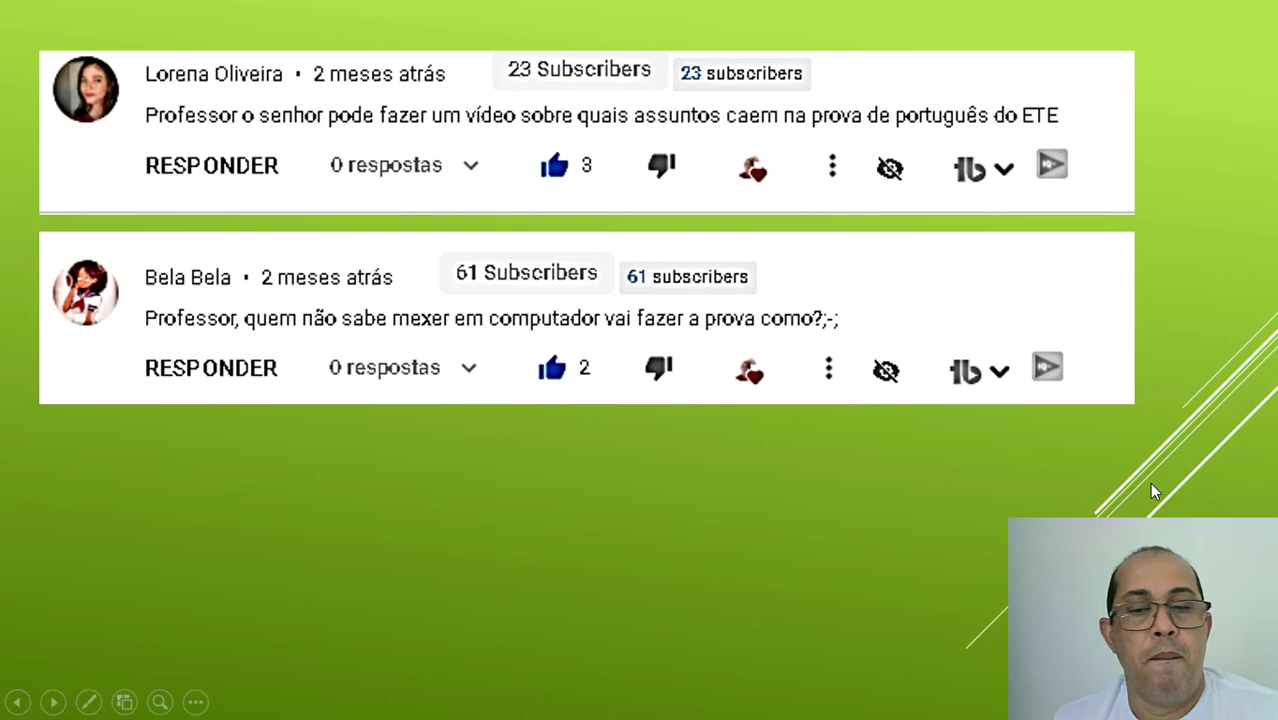 Lorena Oliveira • 2 meses atrás 23 Subscribers 23 subscribers
Professor o senhor pode fazer um vídeo sobre quais assuntos caem na prova de português do ETE
RESPONDER 0 respostas 3
Bela Bela • 2 meses atrás 61 Subscribers 61 subscribers
Professor, quem não sabe mexer em computador vai fazer a prova como?;-;
RESPONDER 0 respostas 2